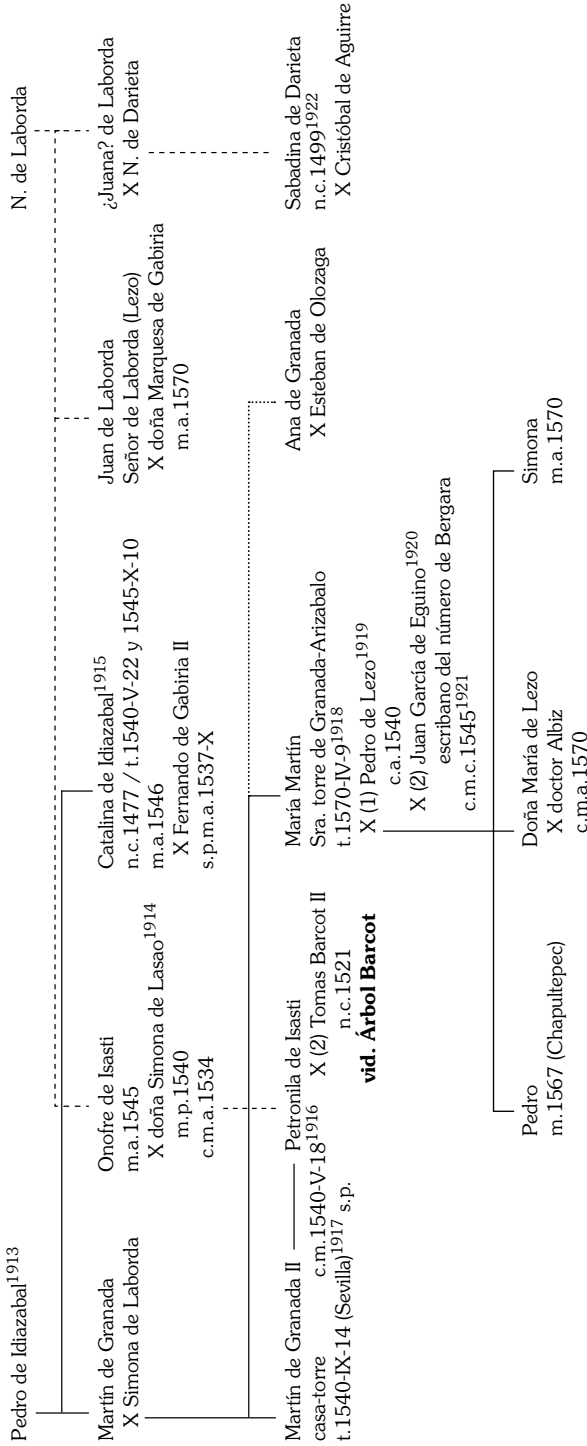 Pedro de Idiazabal1913
N. de Laborda
Martín de Granada
X Simona de Laborda
Onofre de Isasti
m.a.1545
X doña Simona de Lasao1914
m.p.1540
c.m.a.1534
Catalina de Idiazabal1915
n.c.1477 / t.1540-V-22 y 1545-X-10
m.a.1546
X Fernando de Gabiria II
s.p.m.a.1537-X
Juan de Laborda
Señor de Laborda (Lezo)
X doña Marquesa de Gabiria
m.a.1570
¿Juana? de Laborda
X N. de Darieta
Martín de Granada II
casa-torre
t.1540-IX-14 (Sevilla)1917 s.p.
c.m.1540-V-181916
Petronila de Isasti
X (2) Tomas Barcot II
n.c.1521
vid. Árbol Barcot
María Martín
Sra. torre de Granada-Arizabalo
t.1570-IV-91918
X (1) Pedro de Lezo1919
c.a.1540
X (2) Juan García de Eguino1920
escribano del número de Bergara
c.m.c.15451921
Ana de Granada
X Esteban de Olozaga
Sabadina de Darieta
n.c.14991922
X Cristóbal de Aguirre
Pedro
m.1567 (Chapultepec)
Doña María de Lezo
X doctor Albiz
c.m.a.1570
Simona
m.a.1570